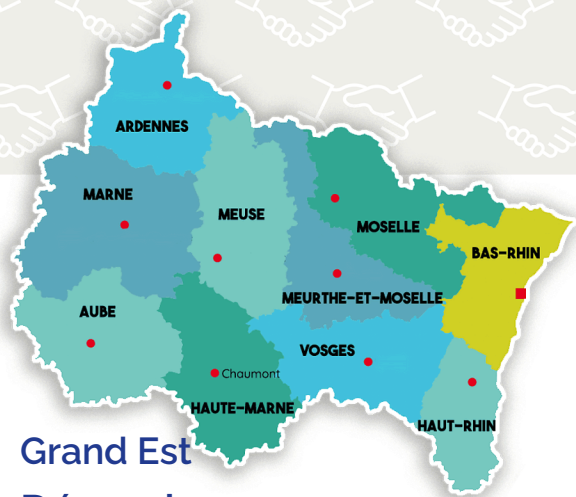 ARDENNES
MARNE
MEUSE
MOSELLE
BAS-RHIN
MEURTHE-ET-MOSELLE
AUBE
VOSGES
Chaumont
HAUTE-MARNE
HAUT-RHIN
Grand Est